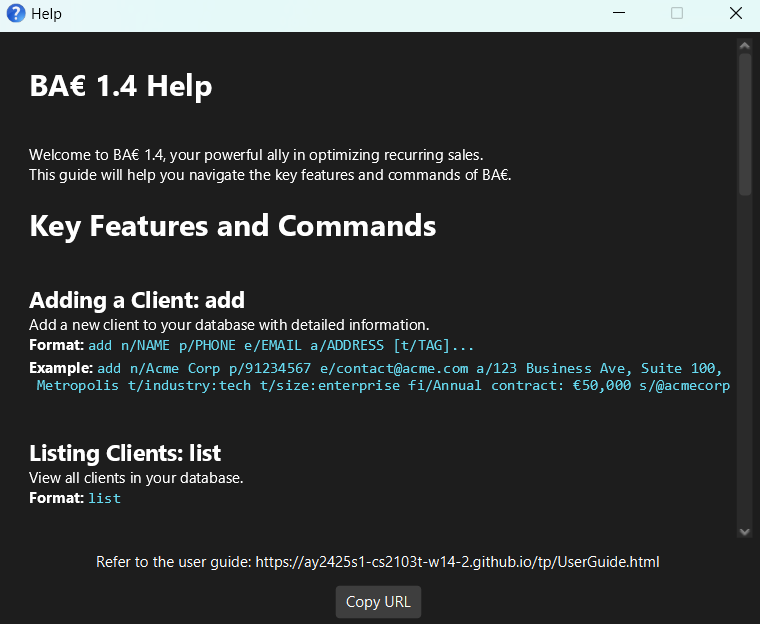 Help
BA€ 1.4 Help
Welcome to BA€ 1.4, your powerful ally in optimizing recurring sales.
This guide will help you navigate the key features and commands of BA€.
Key Features and Commands
Adding a Client: add
Add a new client to your database with detailed information.
Format: add n/NAME p/PHONE e/EMAIL a/ADDRESS [t/TAG]...
Example: add n/Acme Corp p/91234567 e/contact@acme.com a/123 Business Ave, Suite 100,
Metropolis t/industry:tech t/size:enterprise fi/Annual contract: €50,000 s/@acmecorp
Listing Clients: list
View all clients in your database.
Format: list
Refer to the user guide: https://ay2425s1-cs2103t-w14-2.github.io/tp/UserGuide.html
Copy URL